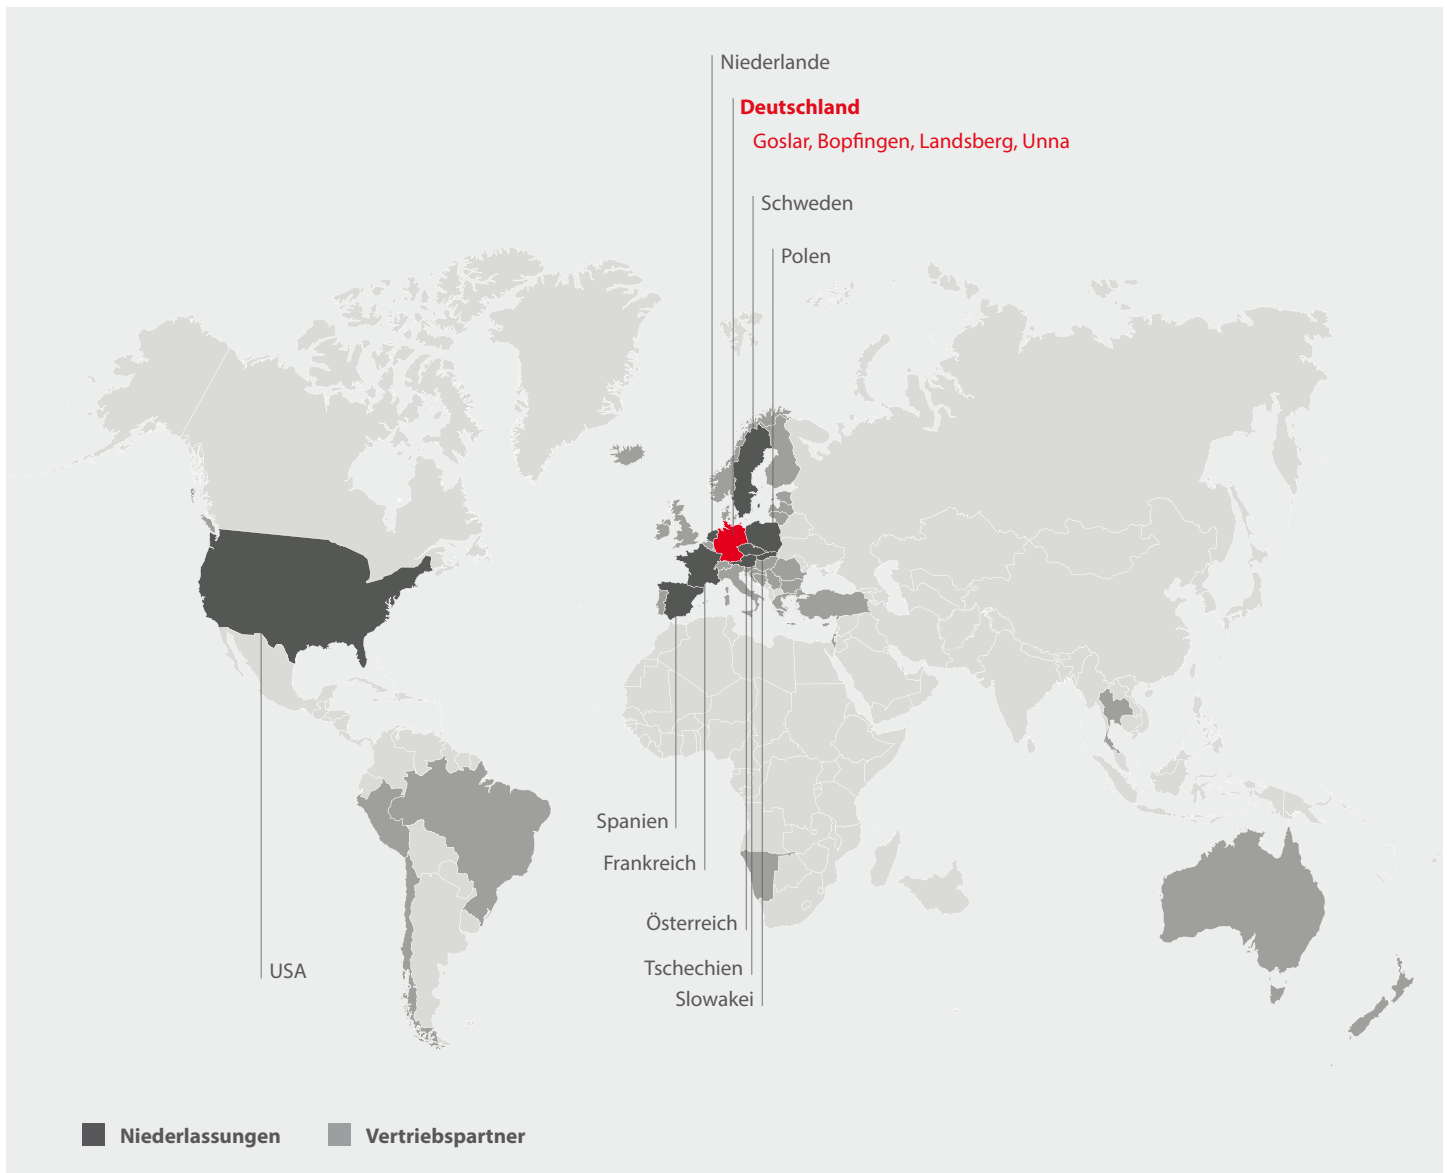 Niederlande
Deutschland
Goslar, Bopfingen, Landsberg, Unna
Schweden
Polen
Spanien
Frankreich
Österreich
Tschechien
USA
Slowakei
Niederlassungen
Vertriebspartner